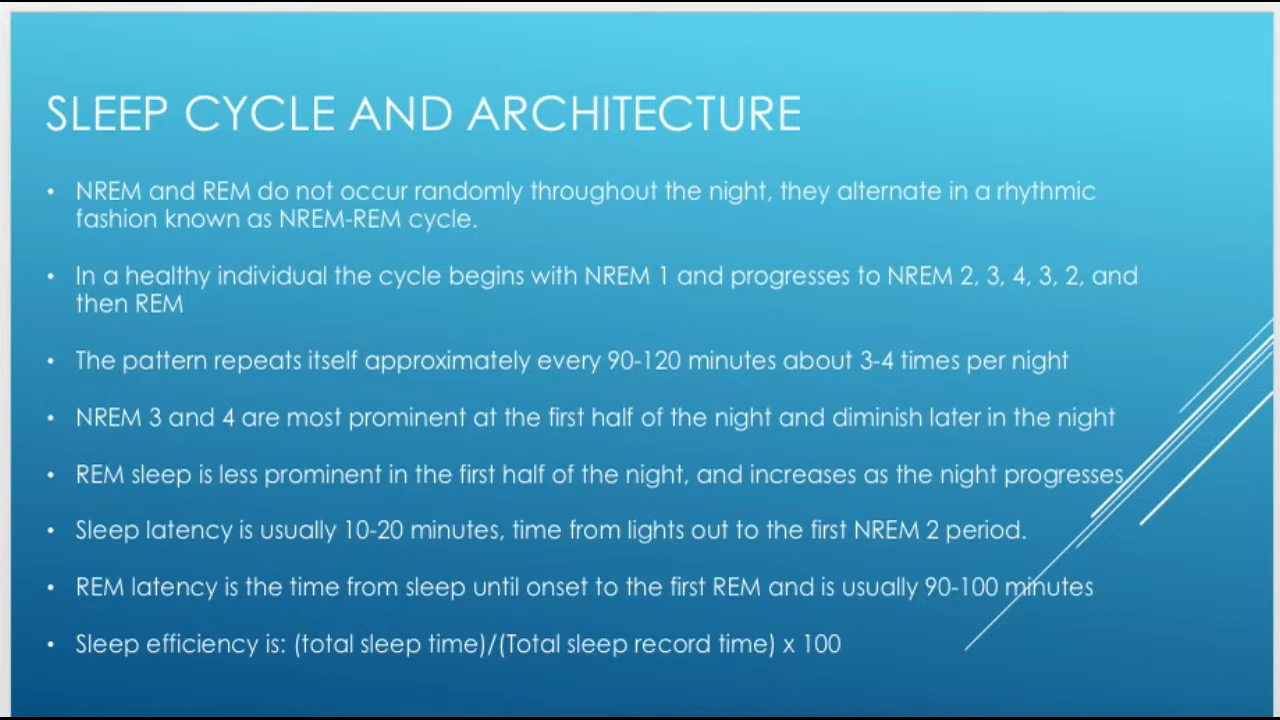 SLEEP CYCLE AND ARCHITECTURE
• NREM and REM do not occur randomly throughout the night, they alternate in a rhythmic
fashion known as NREM-REM cycle.
• In a healthy individual the cycle begins with NREM 1 and progresses to NREM 2, 3, 4, 3, 2, and
then REM
• The pattern repeats itself approximately every 90-120 minutes about 3-4 times per night
• NREM 3 and 4 are most prominent at the first half of the night and diminish later in the night
• REM sleep is less prominent in the first half of the night, and increases as the night progresses.
• Sleep latency is usually 10-20 minutes, time from lights out to the first NREM 2 period.
• REM latency is the time from sleep until onset to the first REM and is usually 90-100 minutes
• Sleep efficiency is: (total sleep time)/(Total sleep record time) x 100